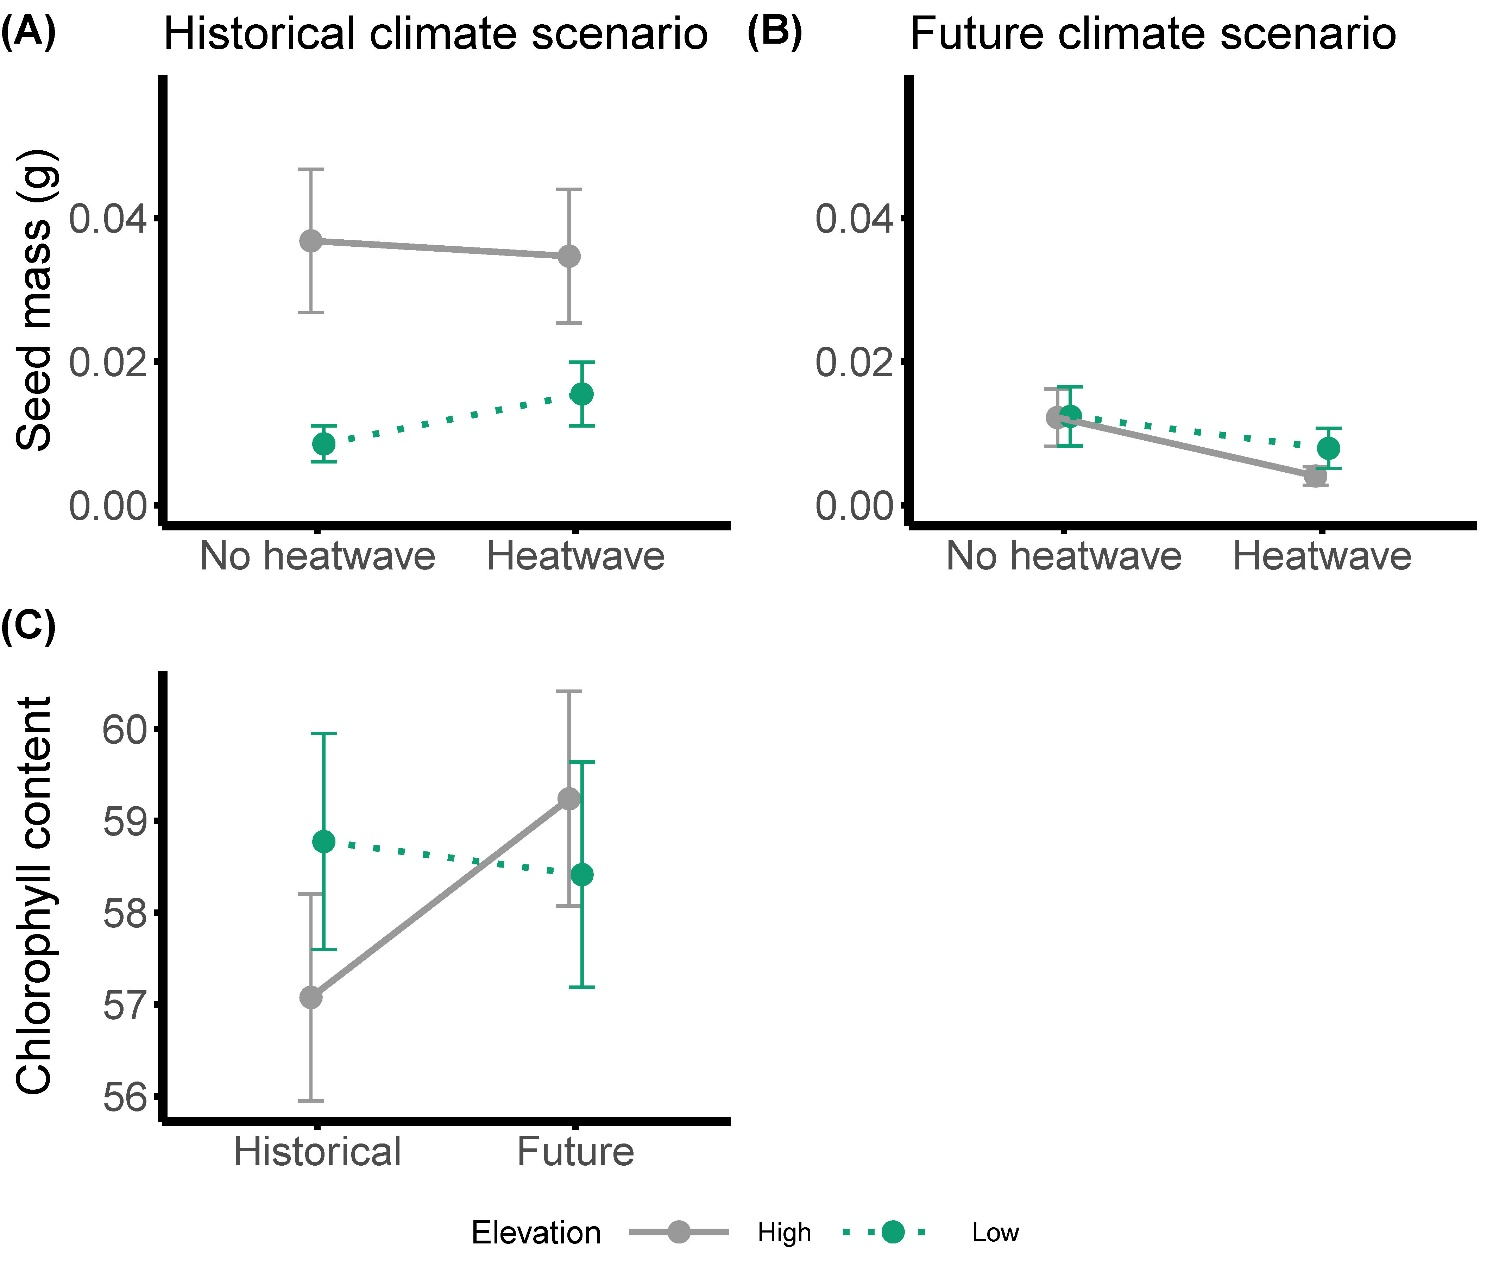 (A) Historical climate scenario
(B) Future climate scenario
Seed mass (g)
0.04
0.02
0.00
No heatwave Heatwave
0.04
0.02
0.00
No heatwave Heatwave
(C)
Chlorophyll content
60
59
58
57
56
Historical Future
Elevation High Low